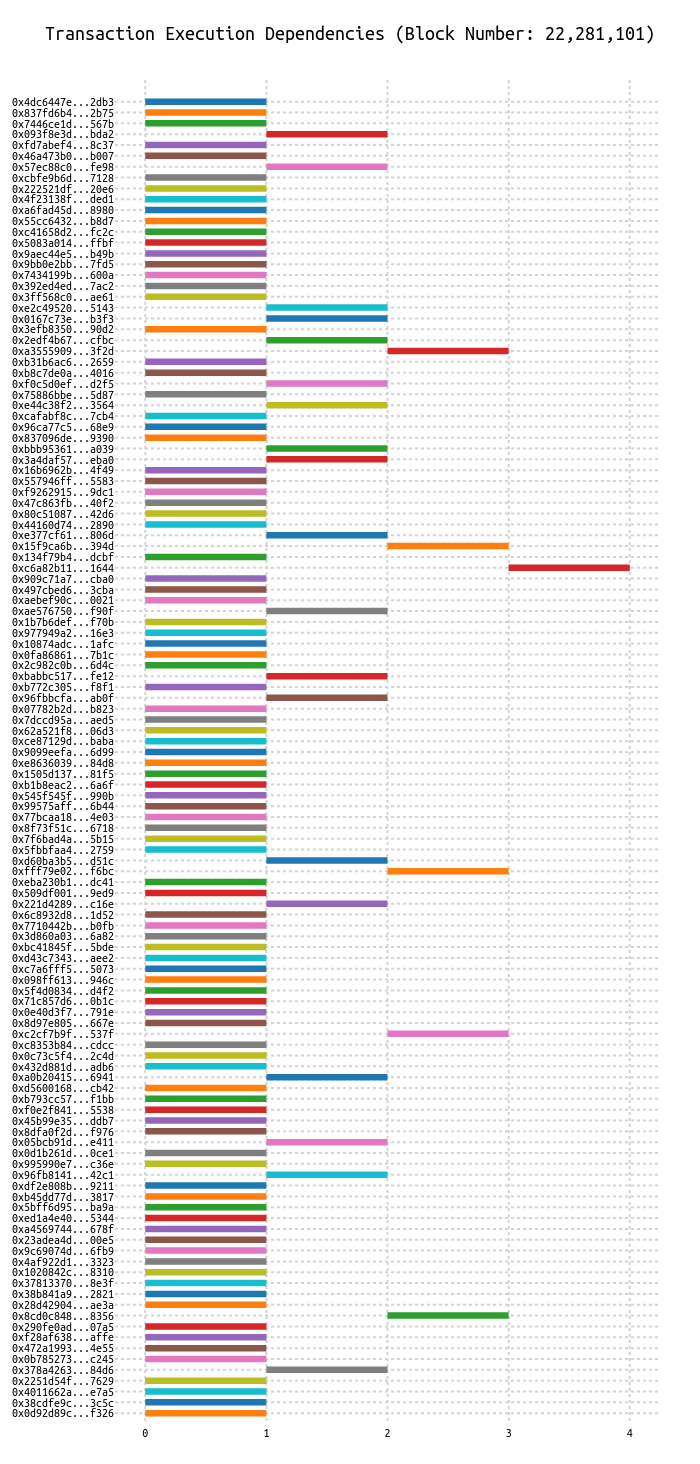 Transaction Execution Dependencies (Block Number: 22,281,101)
0x4dc6447e...2db3
0x837fd6b4...2b75
0x7446ce1d...567b
0x093f8e3d...bda2
0xfd7abef4...8c37
0x46a473b0...b007
0x57ec88c0...fe98
0xcbfe9b6d...7128
0x222521df...20e6
0x4f23138f...ded1
0xa6fad45d...8980
0x55cc6432...b8d7
0xc41658d2...fc2c
0x5083a014...ffbf
0x9aec44e5...b49b
0x9bb0e2bb...7fd5
0x7434199b...600a
0x392ed4ed...7ac2
0x3ff568c0...ae61
0xe2c49520...5143
0x0167c73e...b3f3
0x3efb8350...90d2
0x2edf4b67...cfbc
0xa3555909...3f2d
0xb31b6ac6...2659
0xb8c7de0a...4016
0xf0c5d0ef...d2f5
0x75886bbe...5d87
0xe44c38f2...3564
0xcafabf8c...7cb4
0x96ca77c5...68e9
0x837096de...9390
0xbbb95361...a039
0x3a4daf57...eba0
0x16b6962b...4f49
0x557946ff...5583
0xf9262915...9dc1
0x47c863fb...40f2
0x80c51087...42d6
0x44160d74...2890
0xe377cf61...806d
0x15f9ca6b...394d
0x134f79b4...dcbf
0xc6a82b11...1644
0x909c71a7...cba0
0x497cbed6...3cba
0xaebef90c...0021
0xae576750...f90f
0x1b7b6def...f70b
0x977949a2...16e3
0x10874adc...1afc
0x0fa86861...7b1c
0x2c982c0b...6d4c
0xbabbc517...fe12
0xb772c305...f8f1
0x96fbbcfa...ab0f
0x07782b2d...b823
0x7dccd95a...aed5
0x62a521f8...06d3
0xce87129d...baba
0x9099eefa...6d99
0xe8636039...84d8
0x1505d137...81f5
0xb1b8eac2...6a6f
0x545f545f...990b
0x99575aff...6b44
0x77bcaa18...4e03
0x8f73f51c...6718
0x7f6bad4a...5b15
0x5fbbfaa4...2759
0xd60ba3b5...d51c
0xfff79e02...f6bc
0xeba230b1...dc41
0x509df001...9ed9
0x221d4289...c16e
0x6c8932d8...1d52
0x7710442b...b0fb
0x3d860a03...6a82
0xbc41845f...5bde
0xd43c7343...aee2
0xc7a6fff5...5073
0x098ff613...946c
0x5f4d0834...d4f2
0x71c857d6...0b1c
0x0e40d3f7...791e
0x8d97e805...667e
0xc2cf7b9f...537f
0xc8353b84...cdcc
0x0c73c5f4...2c4d
0x432d881d...adb6
0xa0b20415...6941
0xd5600168...cb42
0xb793cc57...f1bb
0xf0e2f841...5538
0x45b99e35...ddb7
0x8dfa0f2d...f976
0x05bcb91d...e411
0x0d1b261d...0ce1
0x995990e7...c36e
0x96fb8141...42c1
0xdf2e808b...9211
0xb45dd77d...3817
0x5bff6d95...ba9a
0xed1a4e40...5344
0xa4569744...678f
0x23adea4d...00e5
0x9c69074d...6fb9
0x4af922d1...3323
0x1020842c...8310
0x37813370...8e3f
0x38b841a9...2821
0x28d42904...ae3a
0x8cd0c848...8356
0x290fe0ad...07a5
0xf28af638...affe
0x472a1993...4e55
0x0b785273...c245
0x378a4263...84d6
0x2251d54f...7629
0x4011662a...e7a5
0x38cdfe9c...3c5c
0x0d92d89c...f326
0 1 2 3 4